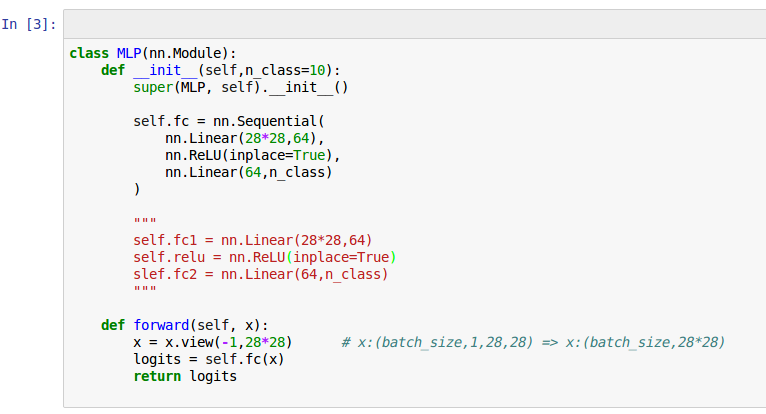 In [3]:
class MLP(nn.Module):
    def __init__(self,n_class=10):
        super(MLP, self).__init__()

        self.fc = nn.Sequential(
            nn.Linear(28*28,64),
            nn.ReLU(inplace=True),
            nn.Linear(64,n_class)
        )

        """
        self.fc1 = nn.Linear(28*28,64)
        self.relu = nn.ReLU(inplace=True)
        slef.fc2 = nn.Linear(64,n_class)
        """

    def forward(self, x):
        x = x.view(-1,28*28)      # x:(batch_size,1,28,28) => x:(batch_size,28*28)
        logits = self.fc(x)
        return logits